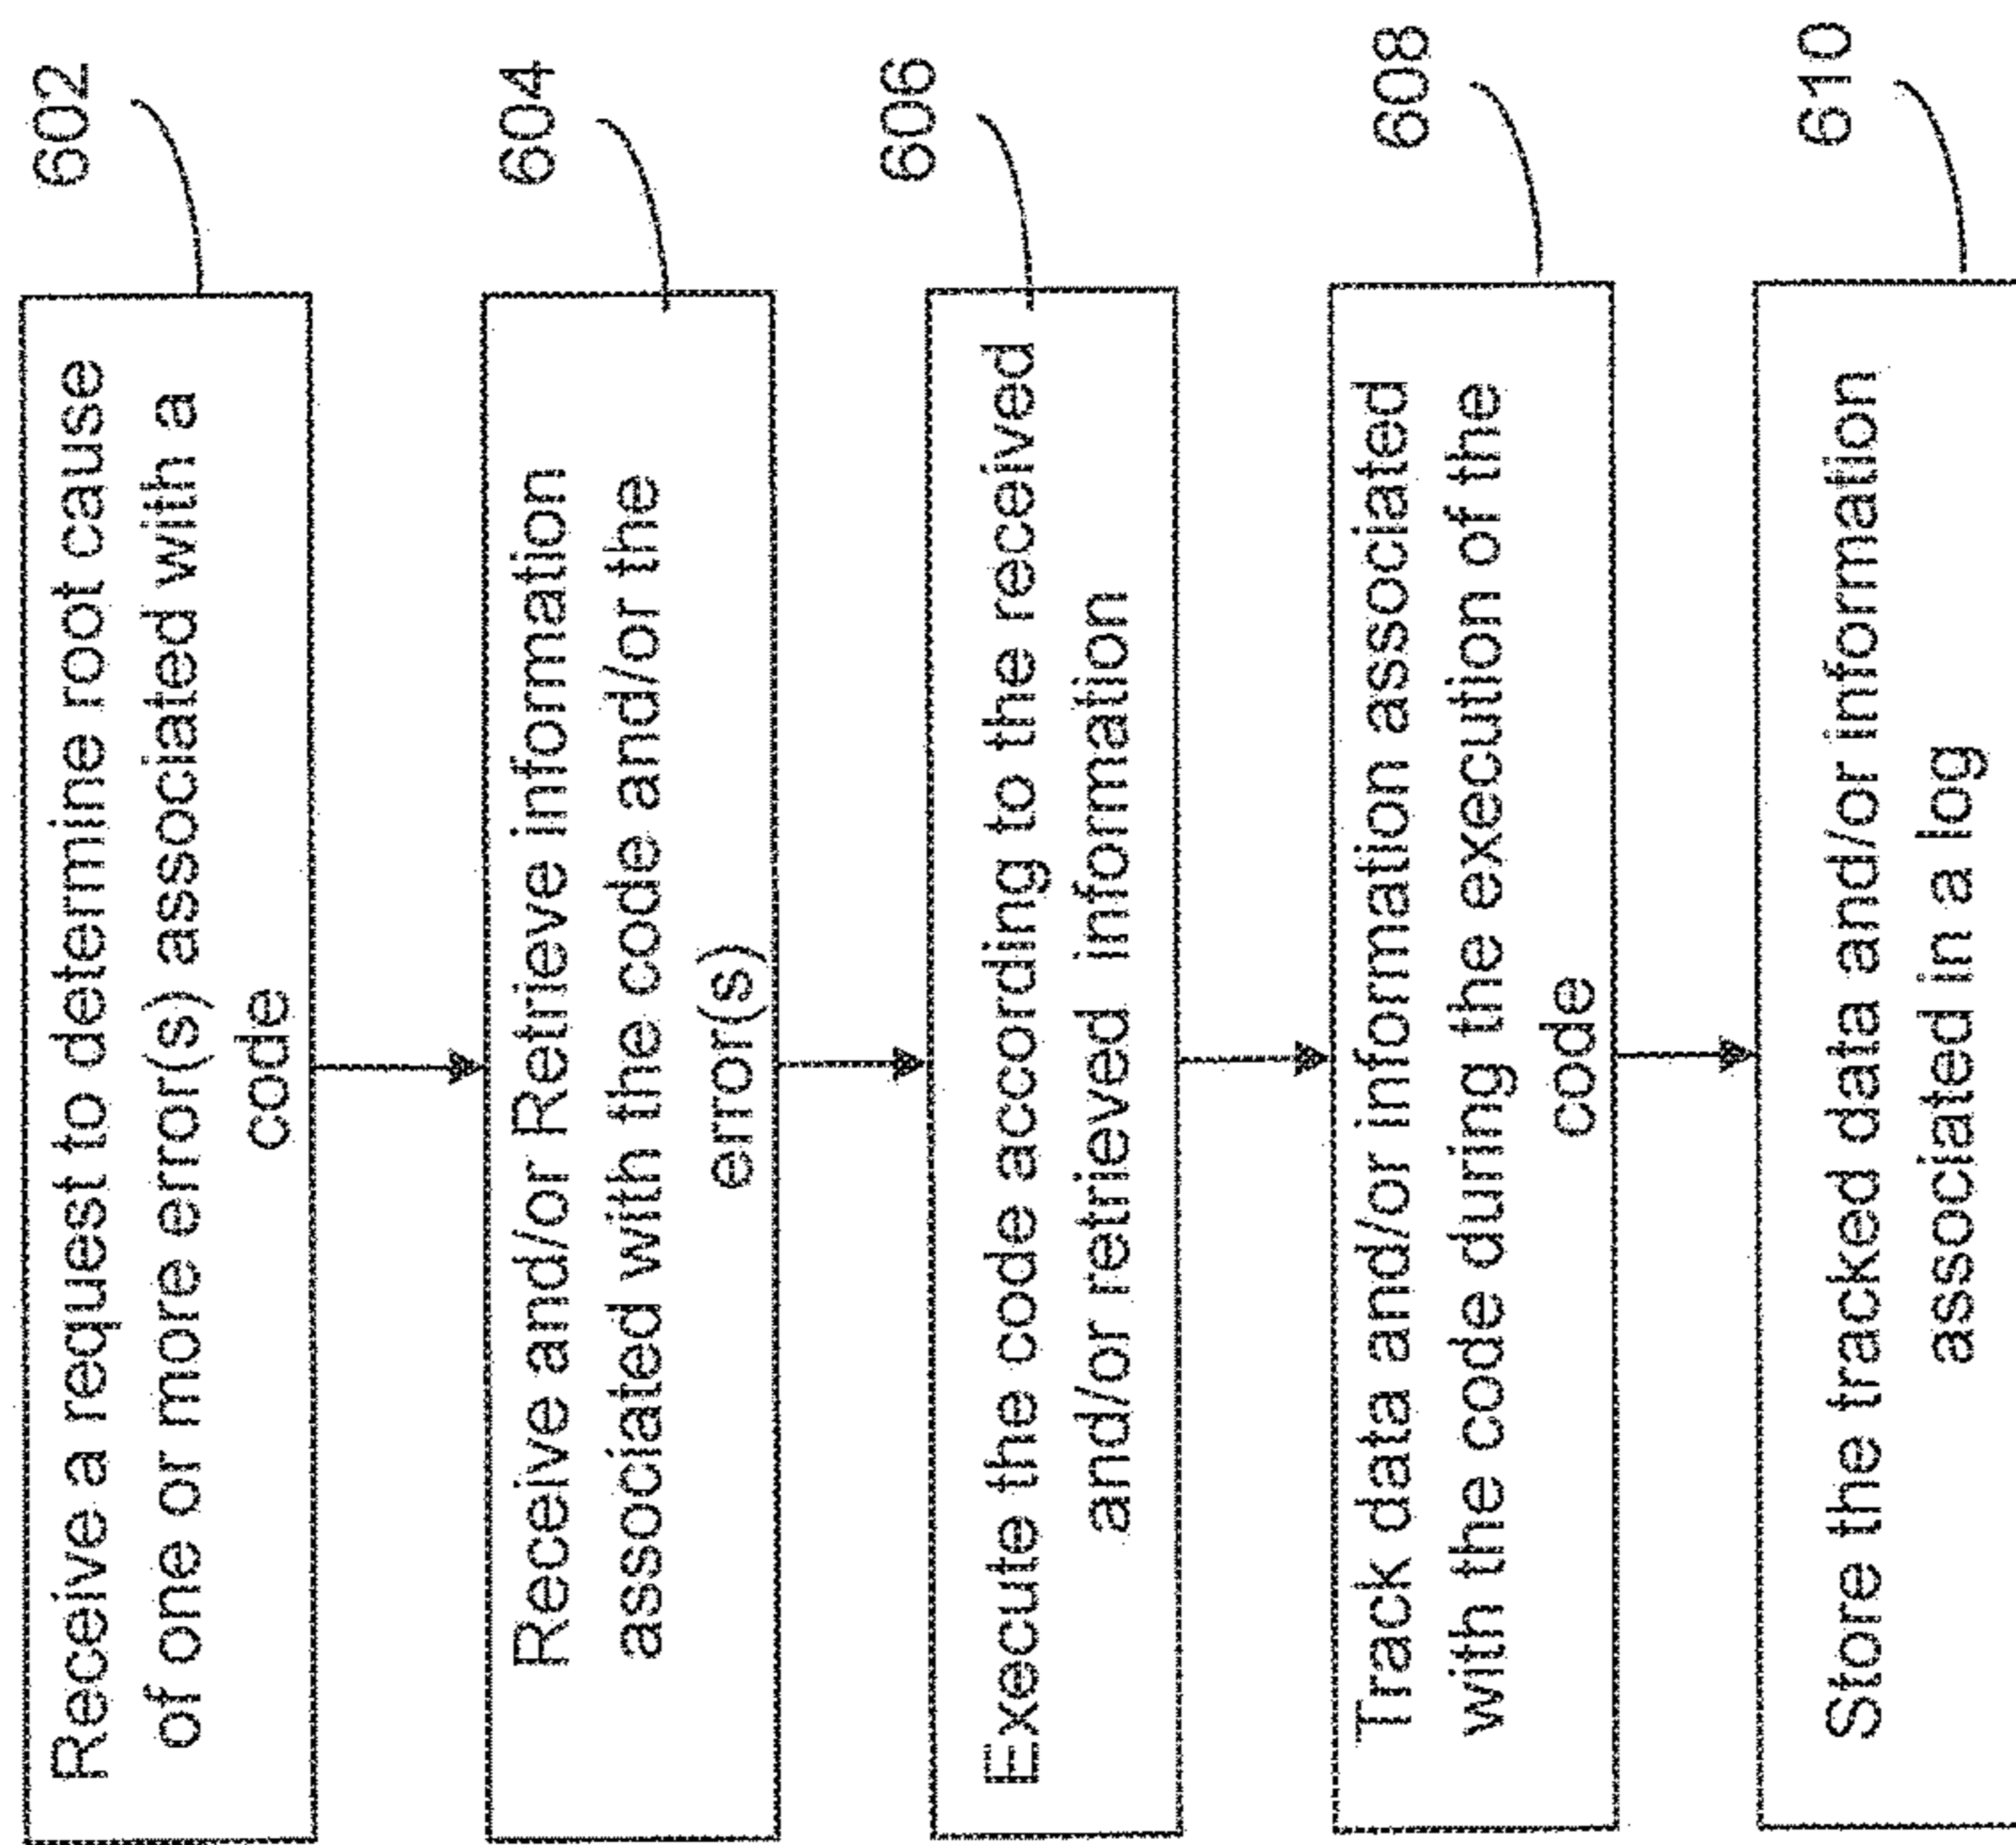 602
Receive a request to determine root cause
of one or more error(s) associated with a
code
604
Receive and/or Retrieve information
associated with the code and/or the
error(s)
606
Execute the code according to the received
and/or retrieved information
608
Track data and/or information associated
with the code during the execution of the
code
610
Store the tracked data and/or information
associated in a log